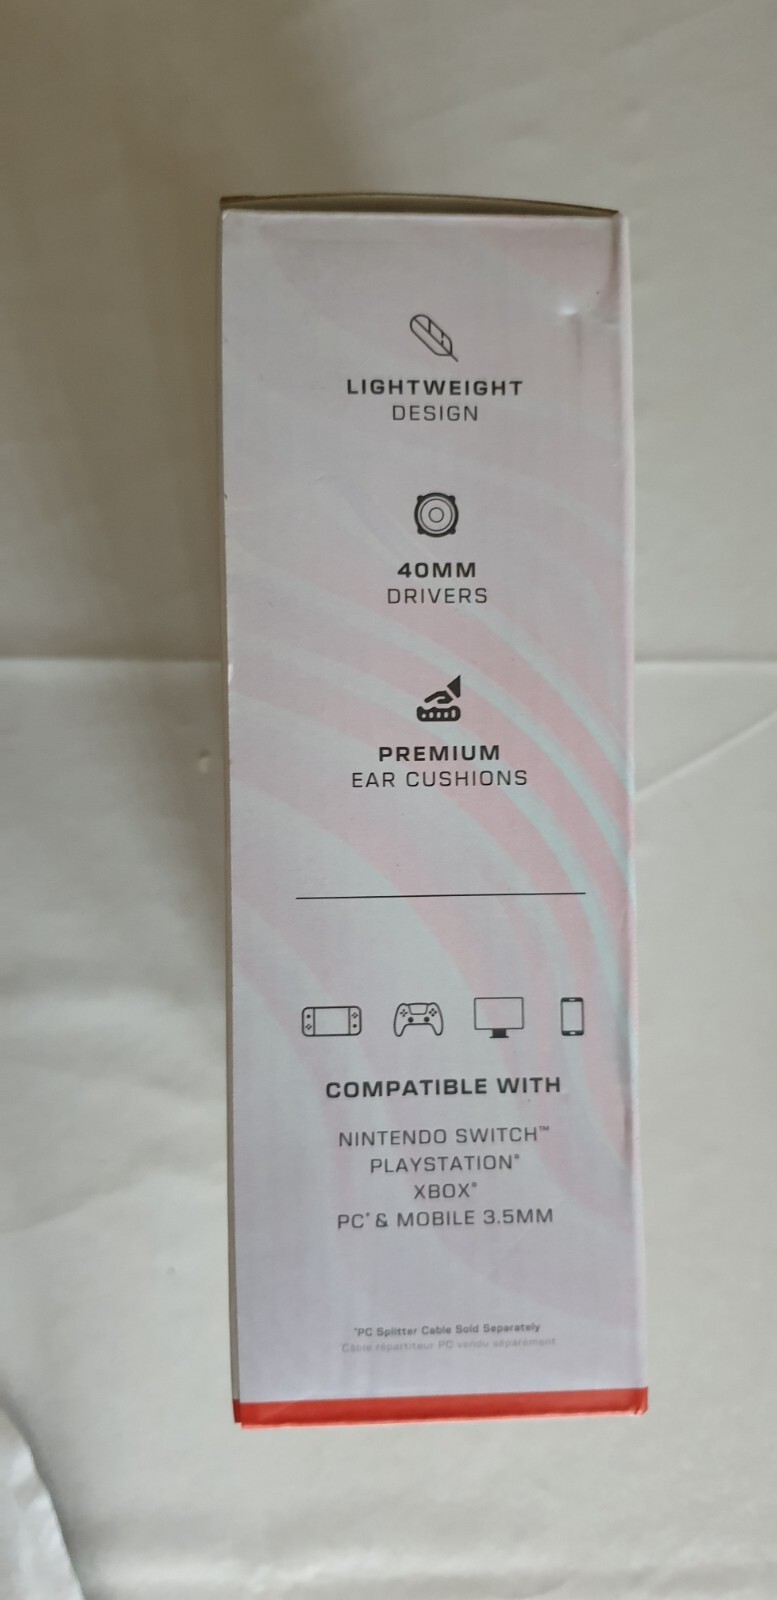 LIGHTWEIGHT
DESIGN
40MM
DRIVERS
PREMIUM
EAR CUSHIONS
COMPATIBLE WITH
NINTENDO SWITCH™
PLAYSTATION®
XBOX®
PC* & MOBILE 3.5MM
*PC Splitter Cable Sold Separately
Câble répartiteur PC vendu séparément